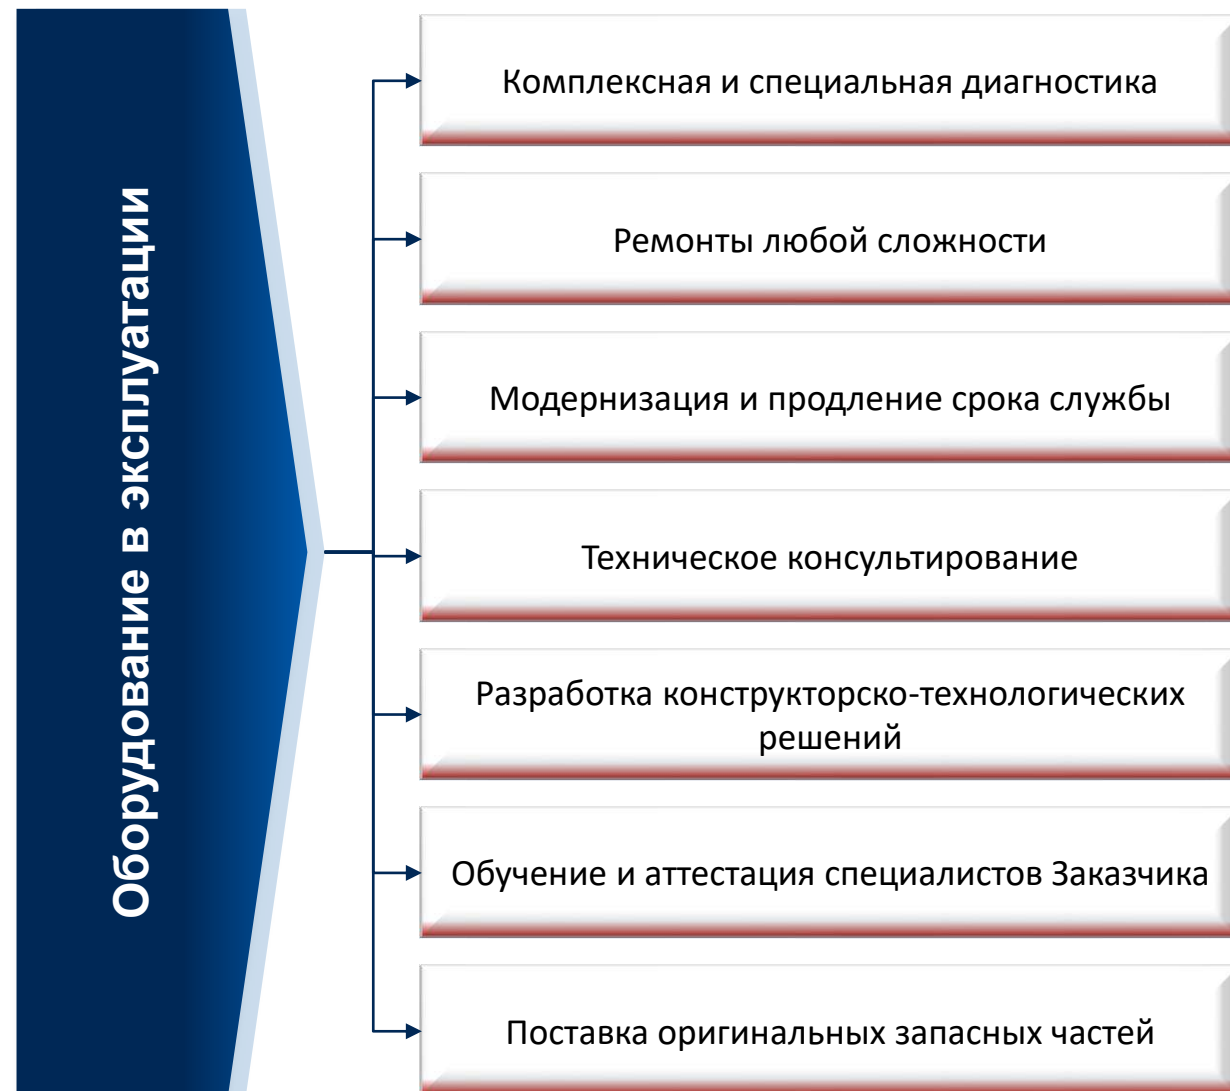 Оборудование в эксплуатации
Комплексная и специальная диагностика
Ремонты любой сложности
Модернизация и продление срока службы
Техническое консультирование
Разработка конструкторско-технологических
решений
Обучение и аттестация специалистов Заказчика
Поставка оригинальных запасных частей